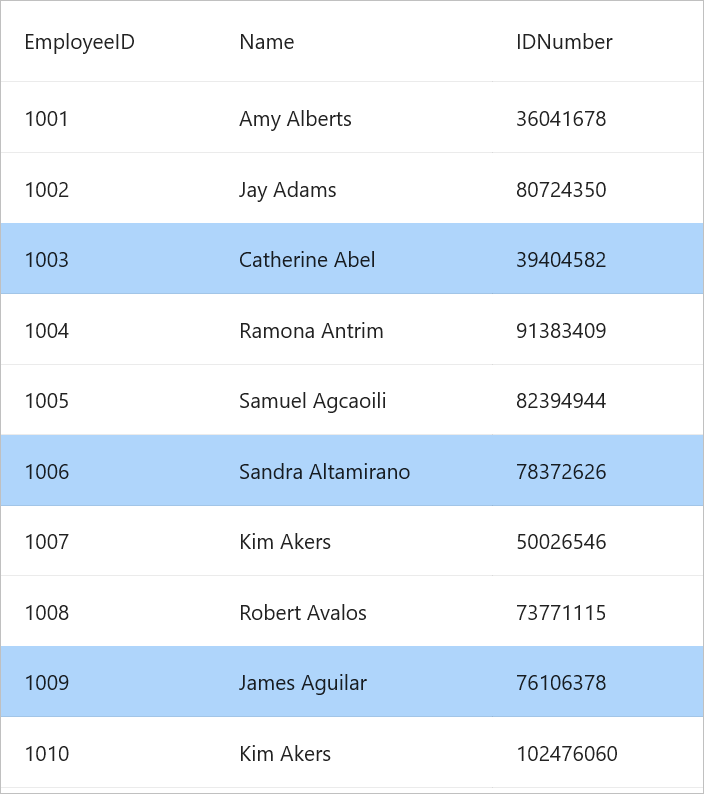 EmployeeID Name IDNumber
1001 Amy Alberts 36041678
1002 Jay Adams 80724350
1003 Catherine Abel 39404582
1004 Ramona Antrim 91383409
1005 Samuel Agcaoili 82394944
1006 Sandra Altamirano 78372626
1007 Kim Akers 50026546
1008 Robert Avalos 73771115
1009 James Aguilar 76106378
1010 Kim Akers 102476060